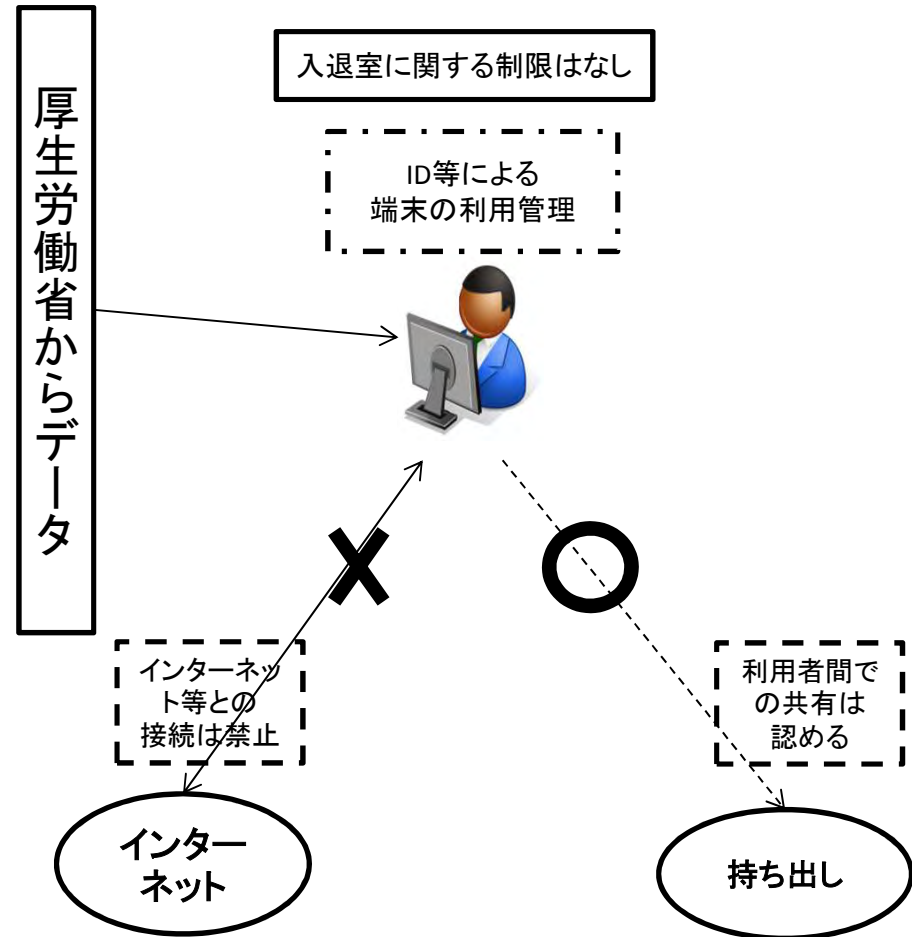 厚生労働省からデータ
入退室に関する制限はなし
ID等による
端末の利用管理
インターネッ
ト等との
接続は禁止
利用者間で
の共有は
認める
インター
ネット
持ち出し